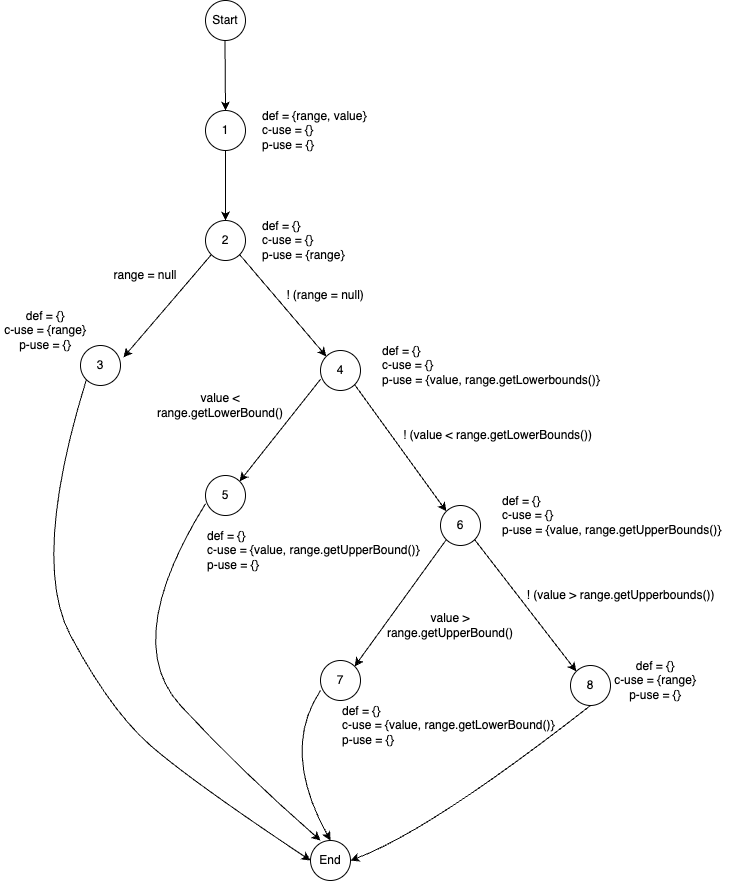 Start
1
def = {range, value}
c-use = {}
p-use = {}
2
def = {}
c-use = {}
p-use = {range}
range = null
! (range = null)
def = {}
c-use = {range}
p-use = {}
3
4
def = {}
c-use = {}
p-use = {value, range.getLowerbounds()}
value <
range.getLowerBound()
! (value < range.getLowerBounds())
5
def = {}
c-use = {value, range.getUpperBound()}
p-use = {}
6
def = {}
c-use = {}
p-use = {value, range.getUpperBounds()}
value >
range.getUpperBound()
! (value > range.getUpperbounds())
7
def = {}
c-use = {value, range.getLowerBound()}
p-use = {}
8
def = {}
c-use = {range}
p-use = {}
End